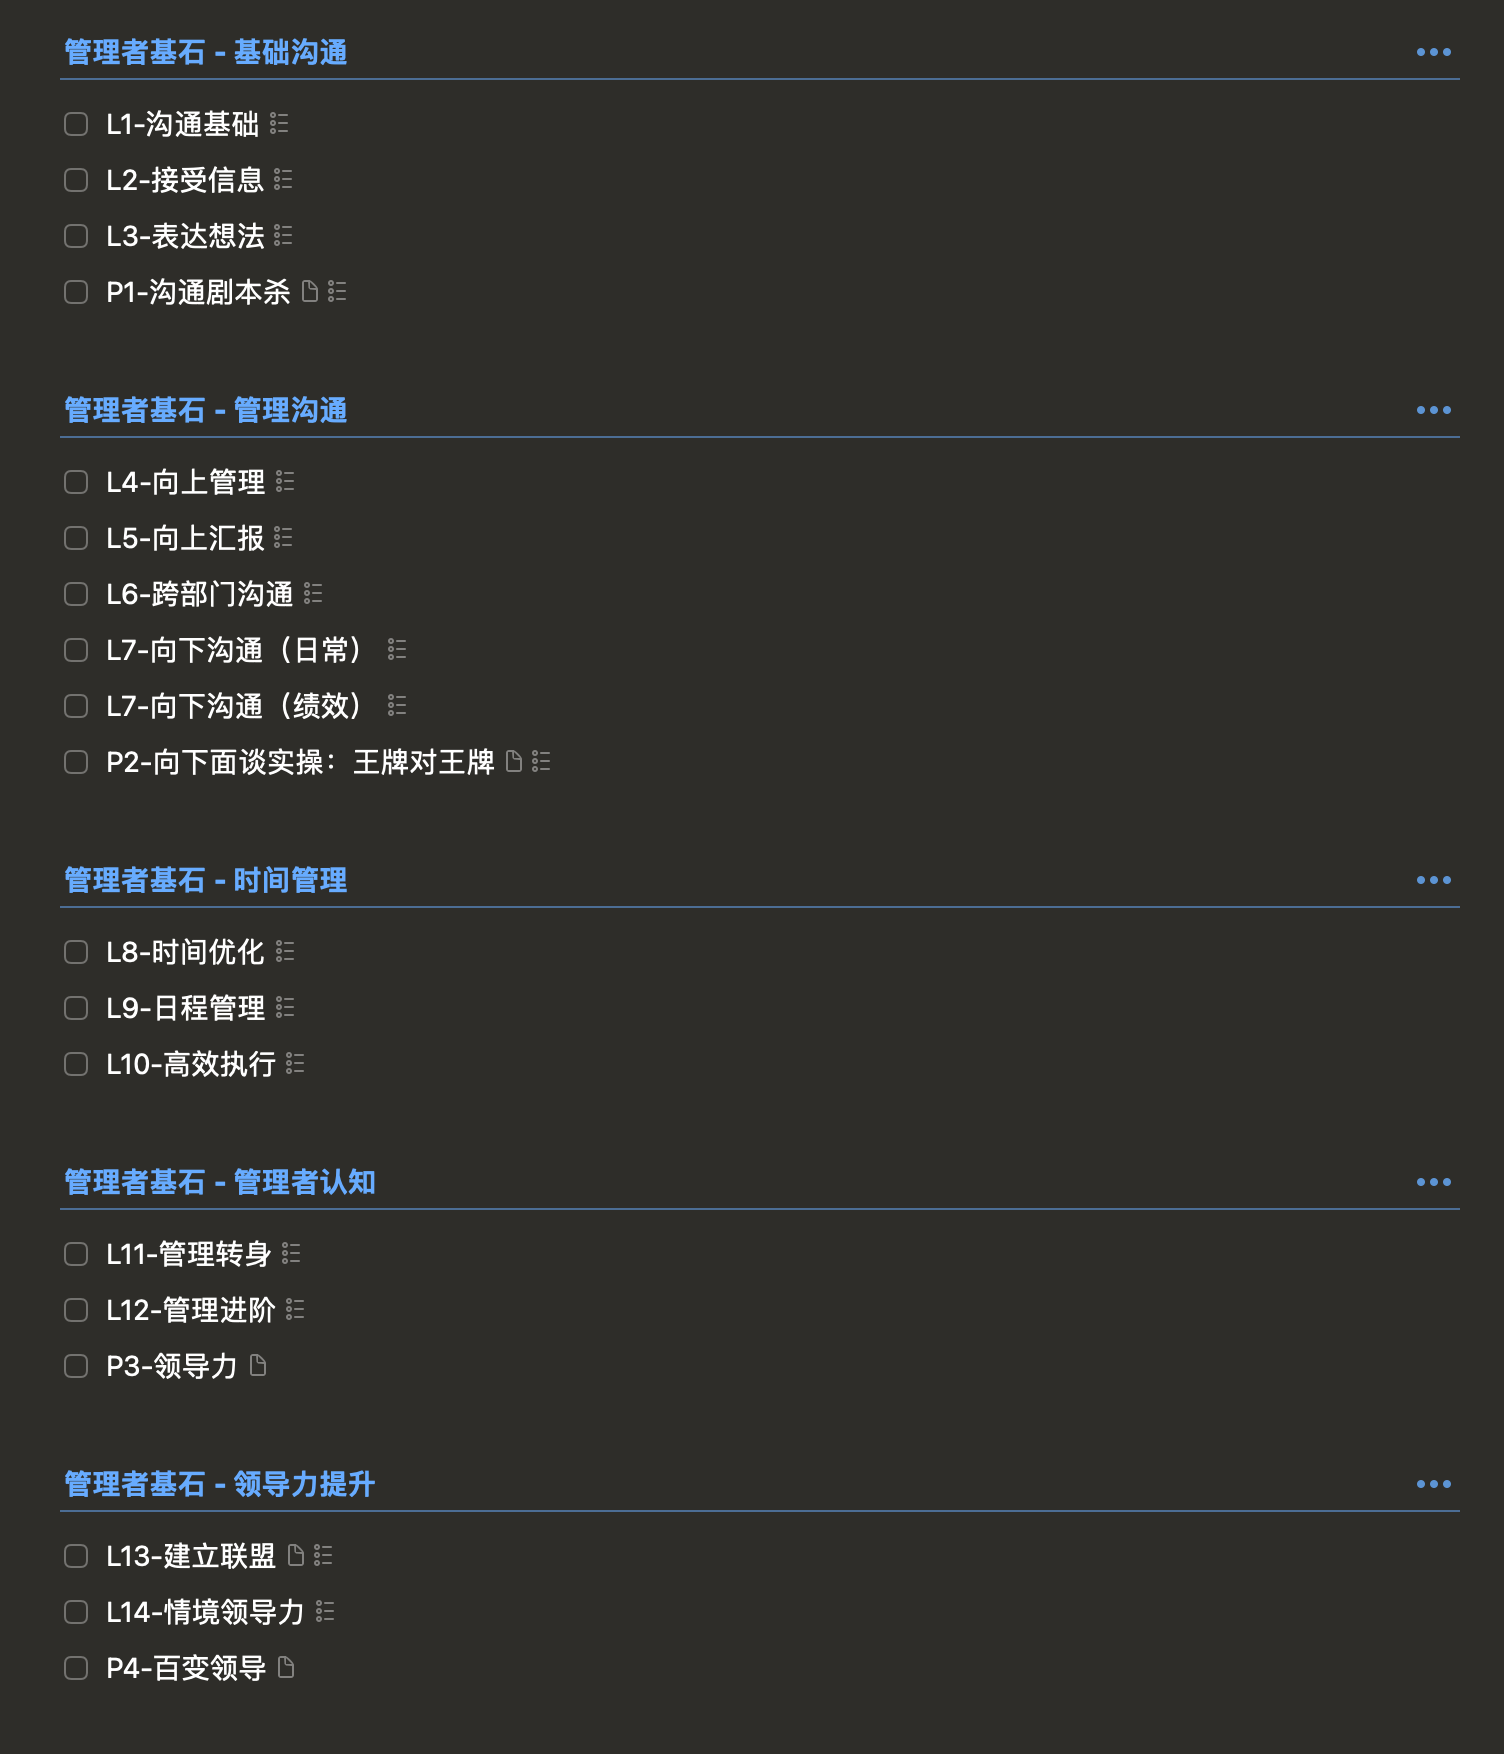 管理者基石 - 基础沟通
L1-沟通基础
L2-接受信息
L3-表达想法
P1-沟通剧本杀
管理者基石 - 管理沟通
L4-向上管理
L5-向上汇报
L6-跨部门沟通
L7-向下沟通（日常）
L7-向下沟通（绩效）
P2-向下面谈实操：王牌对王牌
管理者基石 - 时间管理
L8-时间优化
L9-日程管理
L10-高效执行
管理者基石 - 管理者认知
L11-管理转身
L12-管理进阶
P3-领导力
管理者基石 - 领导力提升
L13-建立联盟
L14-情境领导力
P4-百变领导